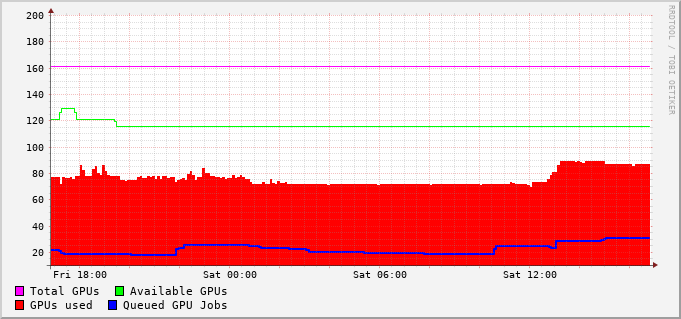 200
180
160
140
120
100
80
60
40
20
Fri 18:00 Sat 00:00 Sat 06:00 Sat 12:00
Total GPUs Available GPUs
GPUs used Queued GPU Jobs
RRDTOOL / TOBI OETIKER